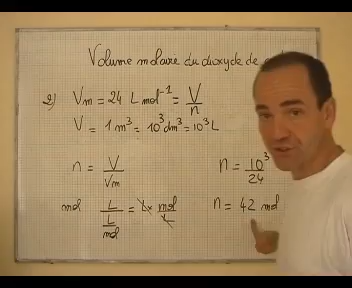 Volume molaire du dioxyde de
2) Vm = 24 L mol⁻¹ = V/n
V = 1 m³ = 10³ dm³ = 10³ L
n = V/Vm n = 10³/24
mol L/(L/mol) = L × mol/L n = 42 mol